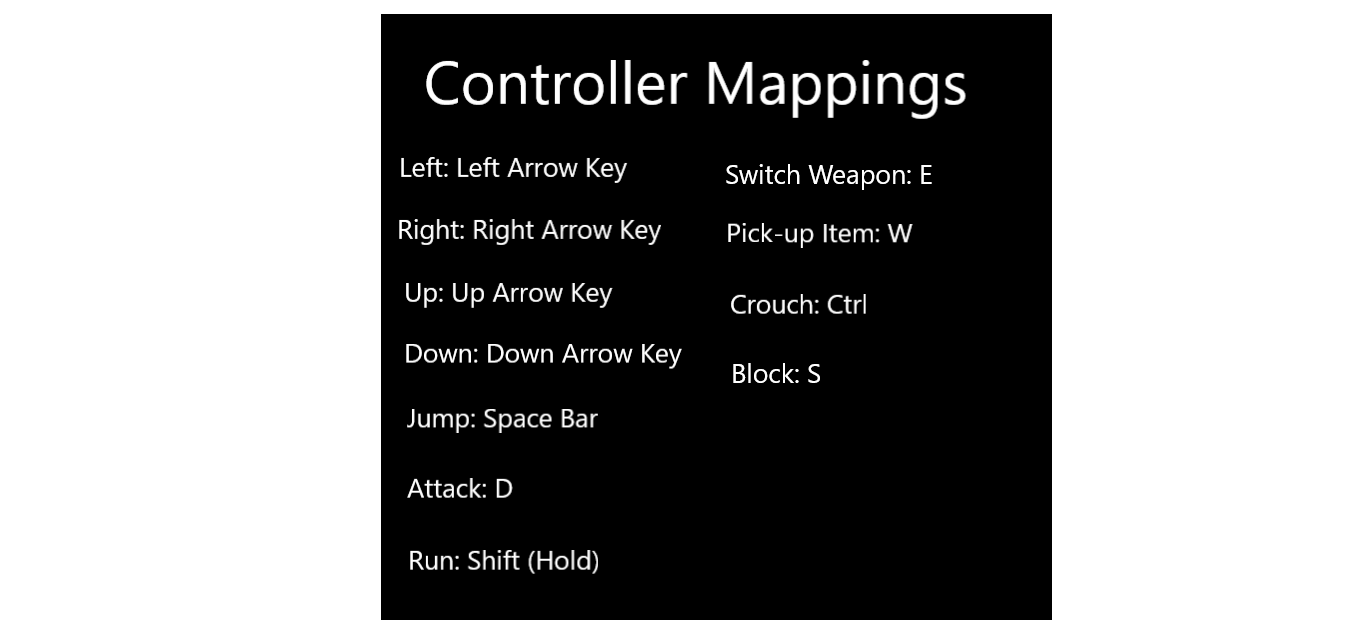 Controller Mappings
Left: Left Arrow Key
Right: Right Arrow Key
Up: Up Arrow Key
Down: Down Arrow Key
Jump: Space Bar
Attack: D
Run: Shift (Hold)
Switch Weapon: E
Pick-up Item: W
Crouch: Ctrl
Block: S